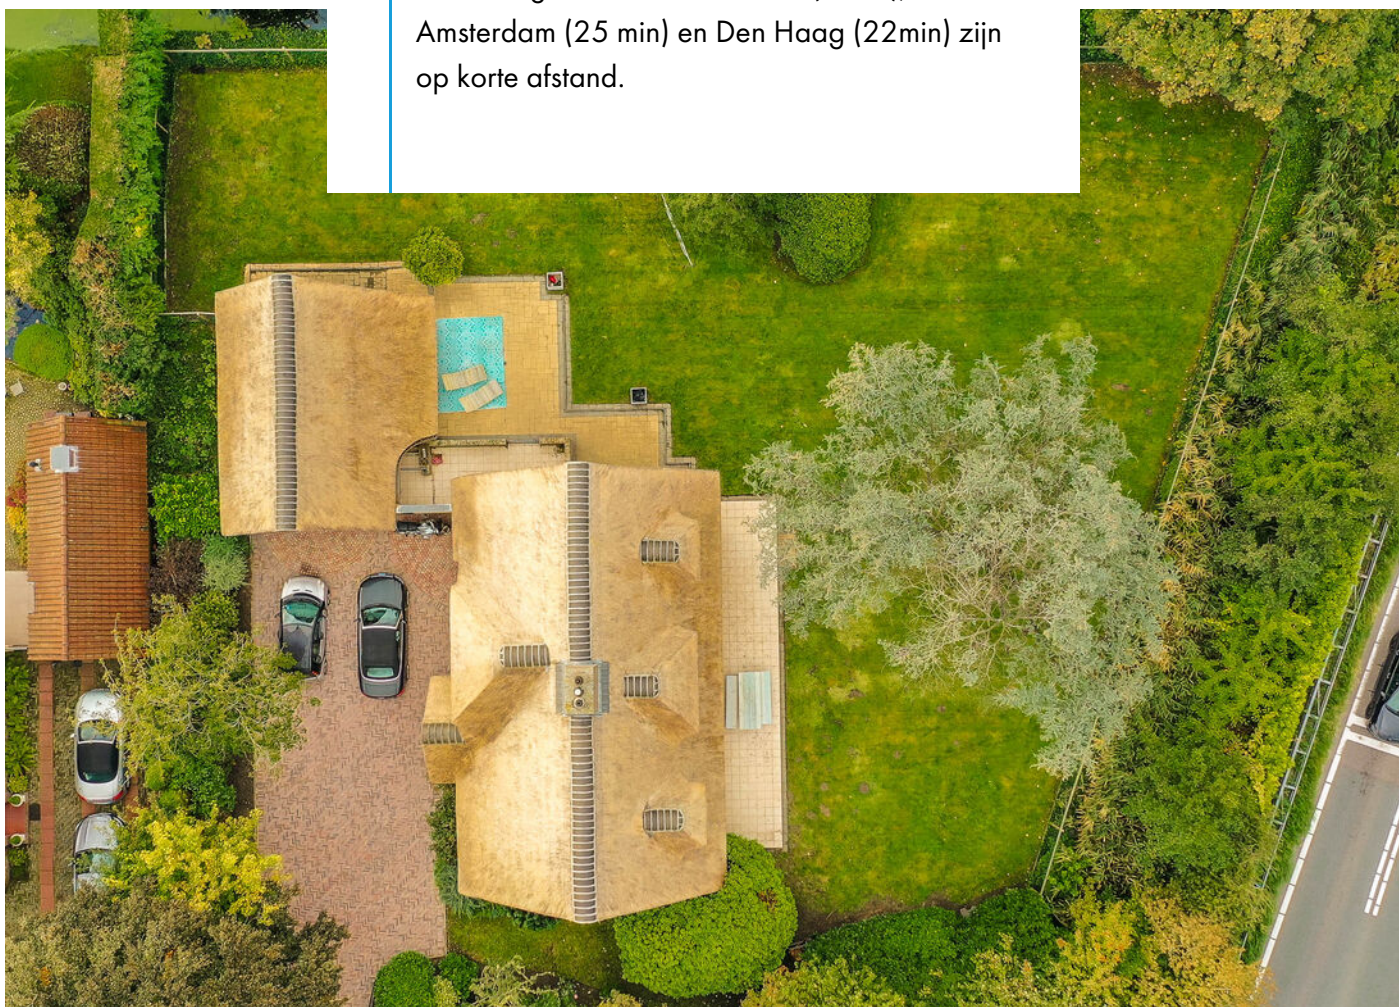 Amsterdam (25 min) en Den Haag (22min) zijn
op korte afstand.